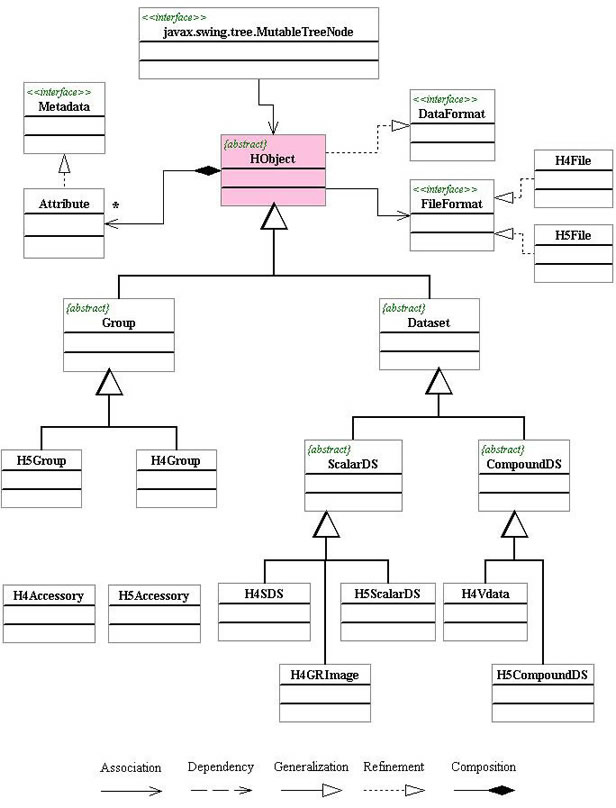 <<interface>>
javax.swing.tree.MutableTreeNode
<<interface>>
Metadata
<<interface>>
DataFormat
{abstract}
HObject
H4File
<<interface>>
FileFormat
Attribute
*
H5File
{abstract}
Group
{abstract}
Dataset
H5Group
H4Group
{abstract}
ScalarDS
{abstract}
CompoundDS
H4Accessory
H5Accessory
H4SDS
H5ScalarDS
H4Vdata
H4GRImage
H5CompoundDS
Association
Dependency
Generalization
Refinement
Composition